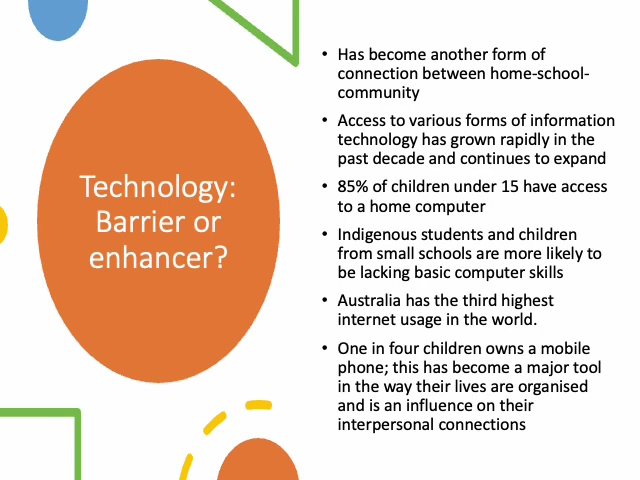 Technology:
Barrier or
enhancer?
• Has become another form of
connection between home-school-
community
• Access to various forms of information
technology has grown rapidly in the
past decade and continues to expand
• 85% of children under 15 have access
to a home computer
• Indigenous students and children
from small schools are more likely to
be lacking basic computer skills
• Australia has the third highest
internet usage in the world.
• One in four children owns a mobile
phone; this has become a major tool
in the way their lives are organised
and is an influence on their
interpersonal connections